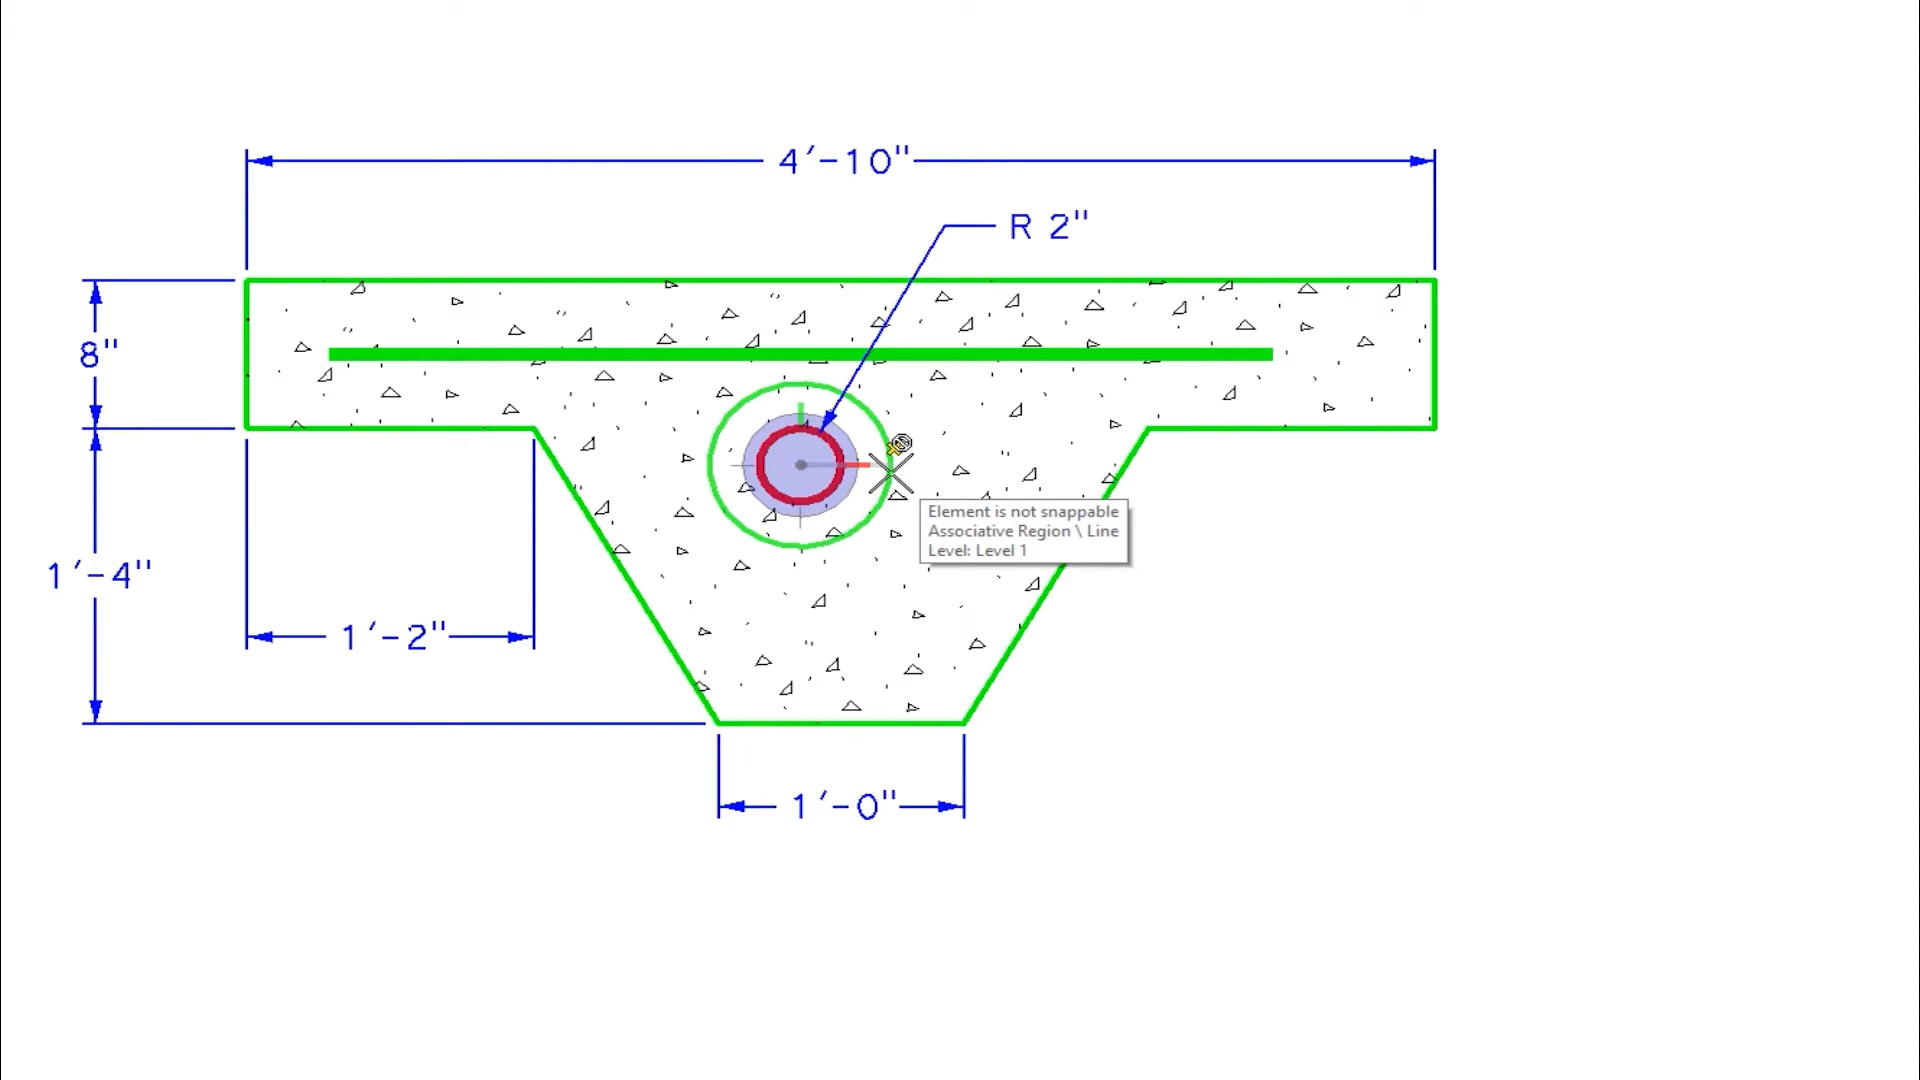 4'-10"
R 2"
8"
1'-4"
1'-2"
Element is not snappable
Associative Region \ Line
Level: Level 1
1'-0"